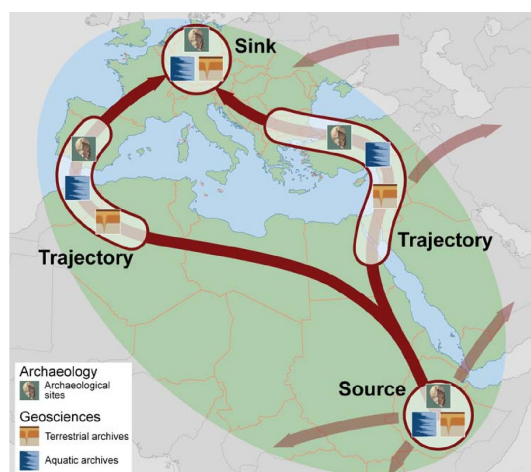 Sink
Trajectory
Trajectory
Source
Archaeology
Archaeological
sites
Geosciences
Terrestrial archives
Aquatic archives